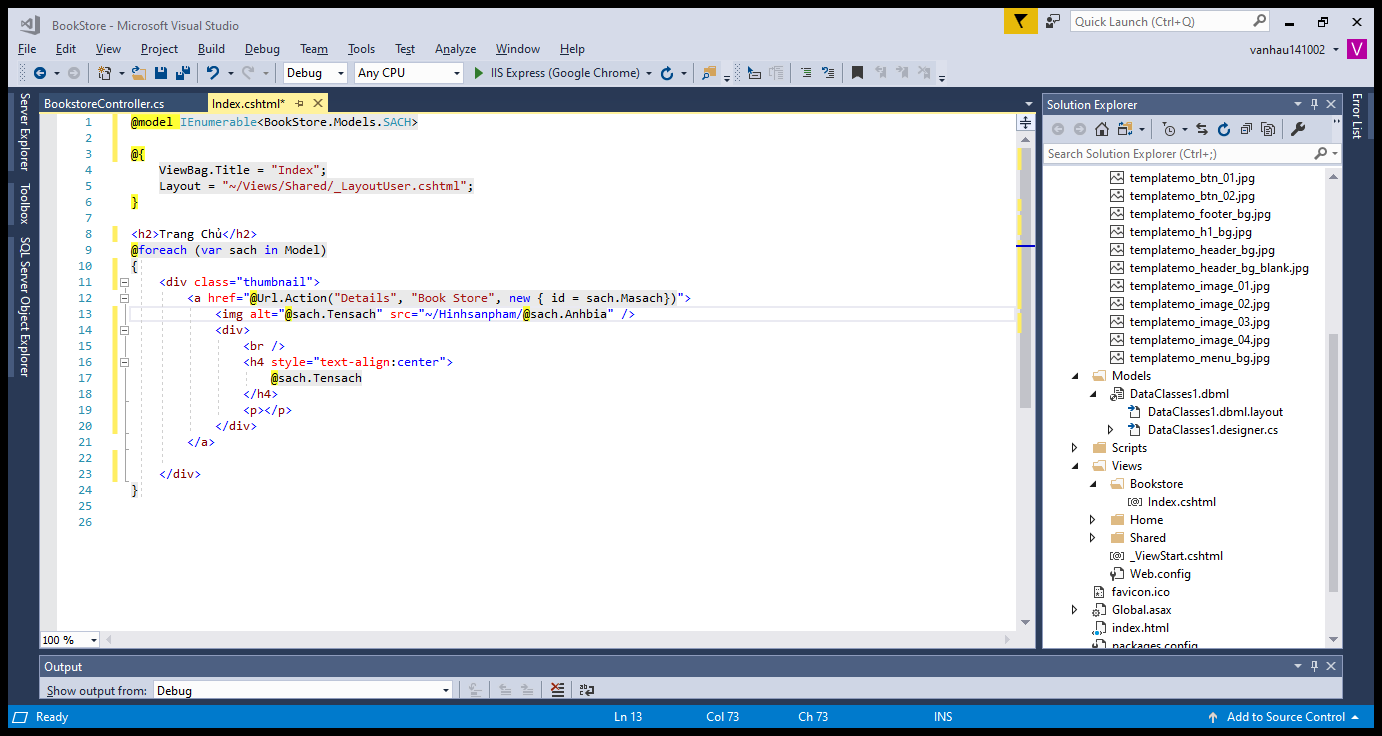 BookStore - Microsoft Visual Studio
Quick Launch (Ctrl+Q)
File Edit View Project Build Debug Team Tools Test Analyze Window Help
vanhau141002
V
Debug Any CPU IIS Express (Google Chrome)
Server Explorer
Toolbox
SQL Server Object Explorer
BookstoreController.cs Index.cshtml*
1 @model IEnumerable<BookStore.Models.SACH>
2
3 @{
4 ViewBag.Title = "Index";
5 Layout = "~/Views/Shared/_LayoutUser.cshtml";
6 }
7
8 <h2>Trang Chủ</h2>
9 @foreach (var sach in Model)
10 {
11 <div class="thumbnail">
12 <a href="@Url.Action("Details", "Book Store", new { id = sach.Masach})">
13 <img alt="@sach.Tensach" src="~/Hinhsanpham/@sach.Anhbia" />
14 <div>
15 <br />
16 <h4 style="text-align:center">
17 @sach.Tensach
18 </h4>
19 <p></p>
20 </div>
21 </a>
22
23 </div>
24 }
25
26
100 %
Solution Explorer
Search Solution Explorer (Ctrl+;)
templatemo_btn_01.jpg
templatemo_btn_02.jpg
templatemo_footer_bg.jpg
templatemo_h1_bg.jpg
templatemo_header_bg.jpg
templatemo_header_bg_blank.jpg
templatemo_image_01.jpg
templatemo_image_02.jpg
templatemo_image_03.jpg
templatemo_image_04.jpg
templatemo_menu_bg.jpg
Models
DataClasses1.dbml
DataClasses1.dbml.layout
DataClasses1.designer.cs
Scripts
Views
Bookstore
Index.cshtml
Home
Shared
_ViewStart.cshtml
Web.config
favicon.ico
Global.asax
index.html
packages.config
Error List
Output
Show output from: Debug
Ready Ln 13 Col 73 Ch 73 INS Add to Source Control